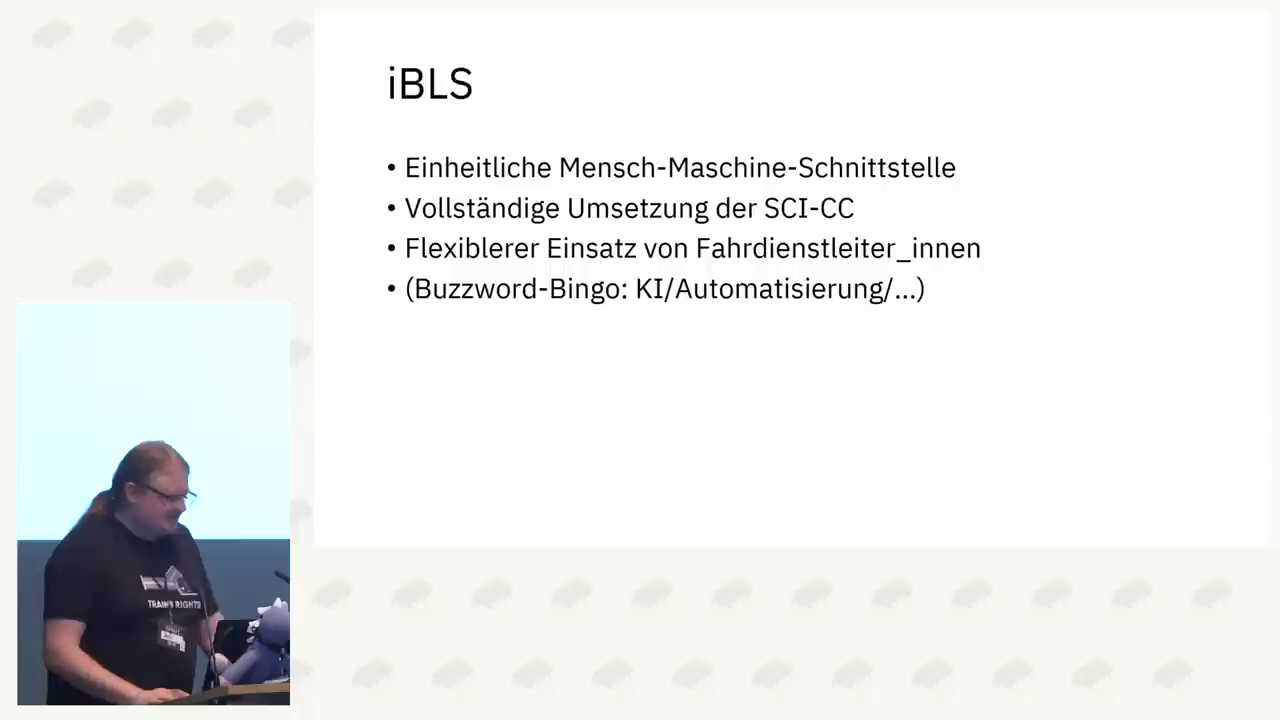 iBLS
• Einheitliche Mensch-Maschine-Schnittstelle
• Vollständige Umsetzung der SCI-CC
• Flexiblerer Einsatz von Fahrdienstleiter_innen
• (Buzzword-Bingo: KI/Automatisierung/...)
RIGHTS